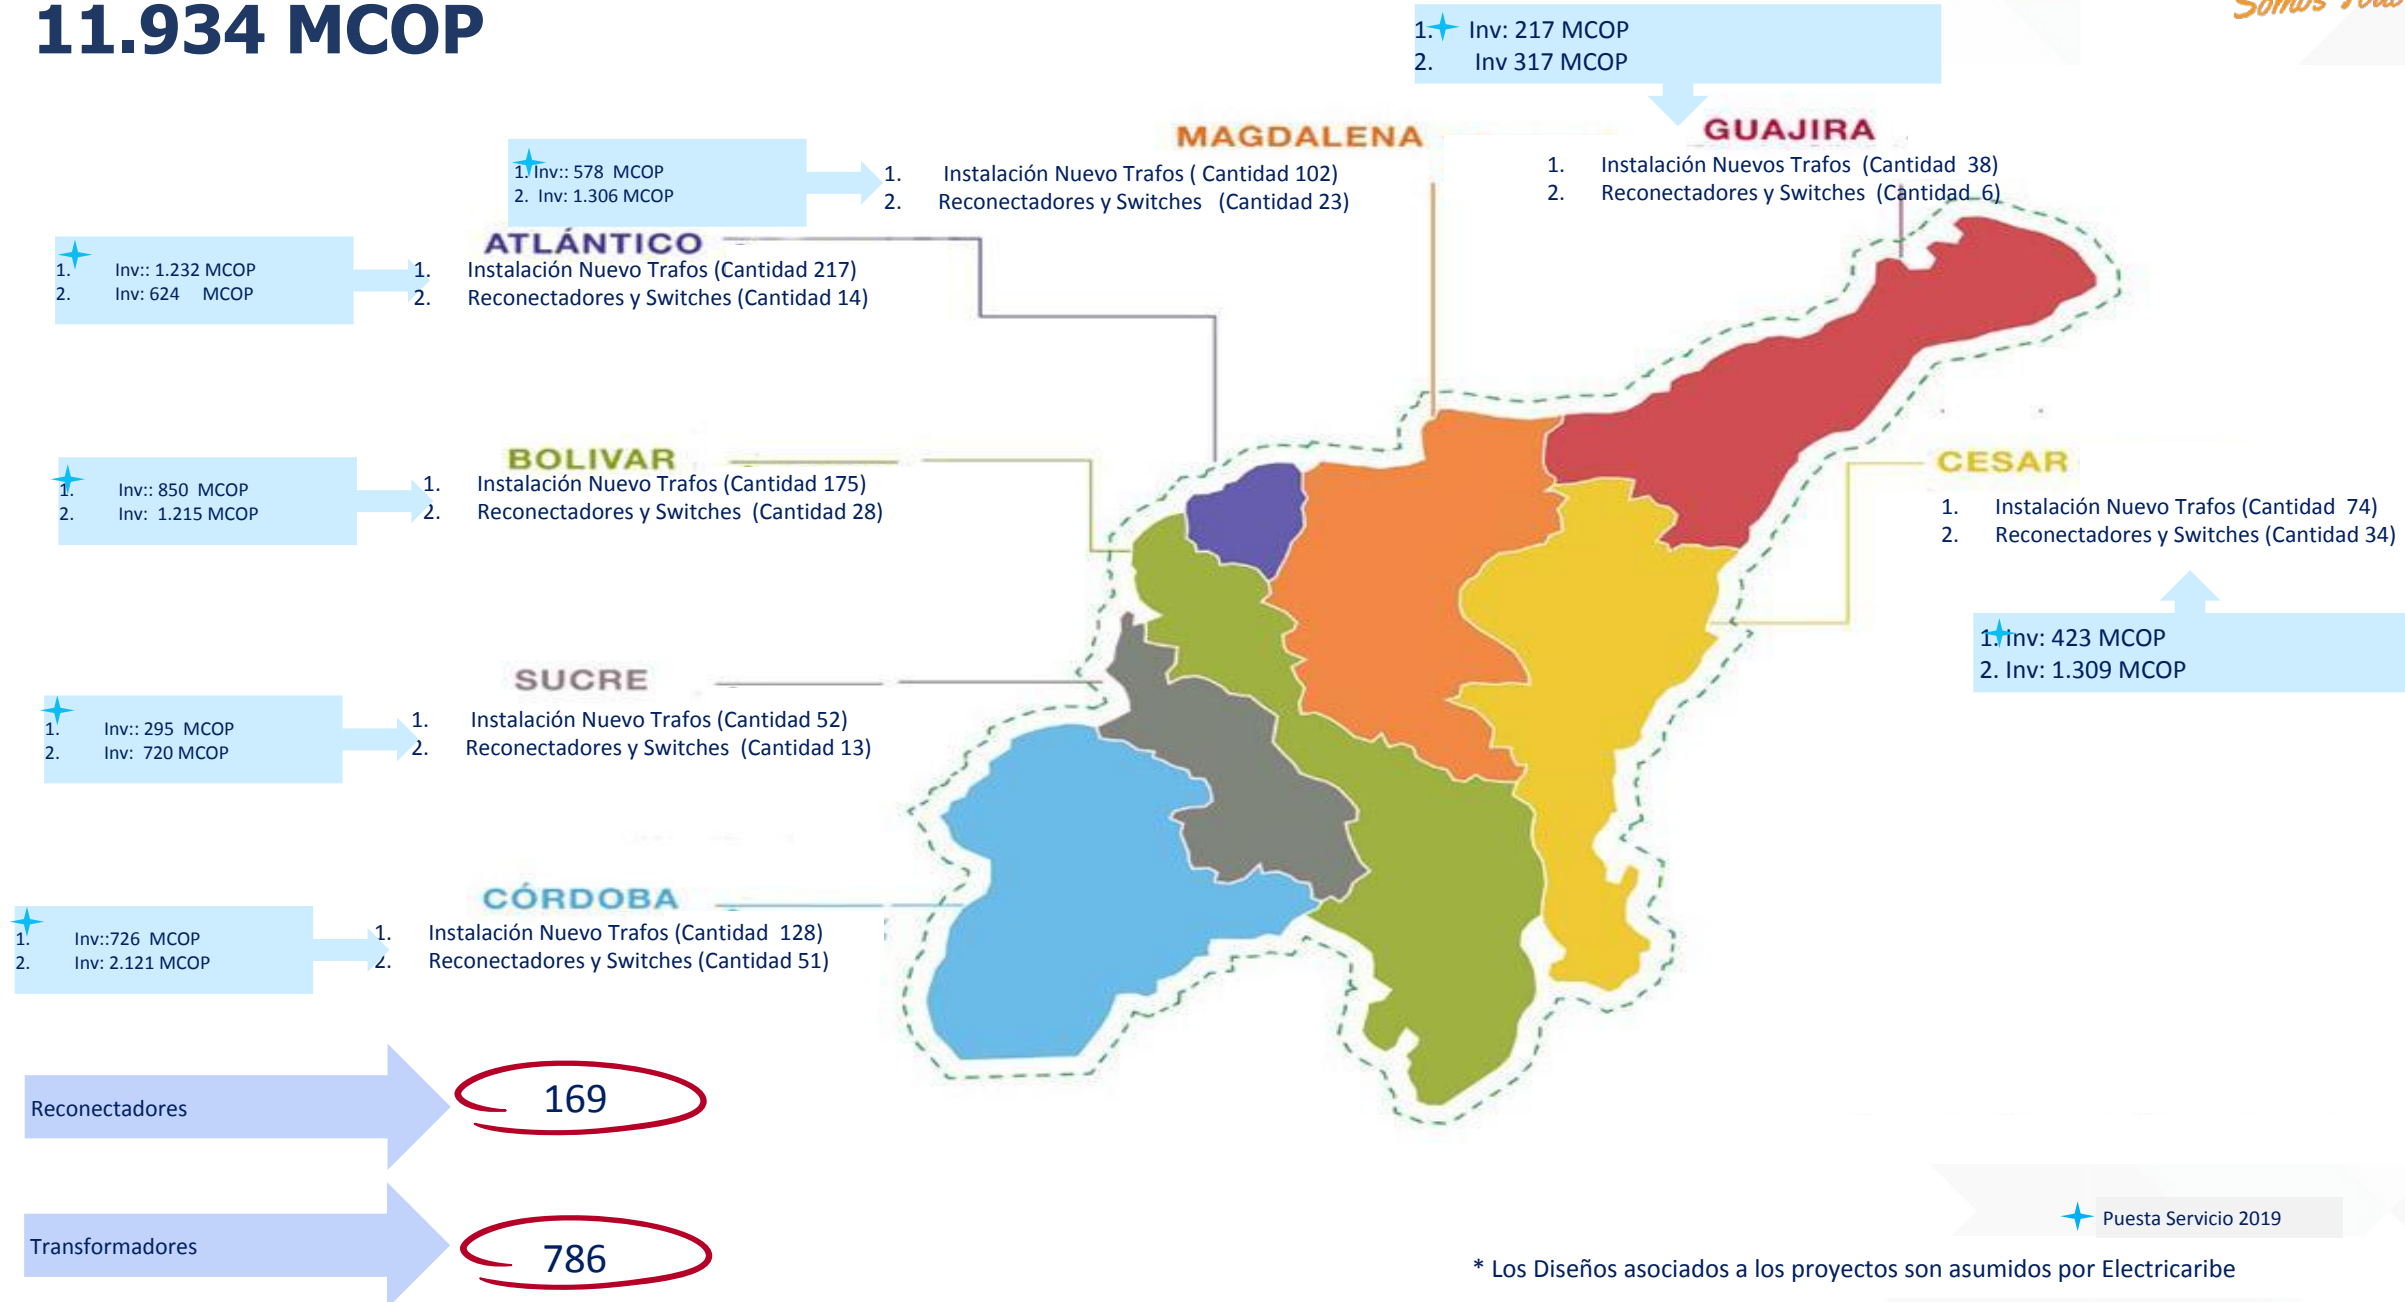 11.934 MCOP
Somos
1. Inv: 217 MCOP
2. Inv 317 MCOP
GUAJIRA
1. Instalación Nuevos Trafos (Cantidad 38)
2. Reconectadores y Switches (Cantidad 6)
MAGDALENA
1. Inv:: 578 MCOP
2. Inv: 1.306 MCOP
1. Instalación Nuevo Trafos ( Cantidad 102)
2. Reconectadores y Switches (Cantidad 23)
ATLÁNTICO
1. Inv:: 1.232 MCOP
2. Inv: 624 MCOP
1. Instalación Nuevo Trafos (Cantidad 217)
2. Reconectadores y Switches (Cantidad 14)
BOLIVAR
1. Inv:: 850 MCOP
2. Inv: 1.215 MCOP
1. Instalación Nuevo Trafos (Cantidad 175)
2. Reconectadores y Switches (Cantidad 28)
CESAR
1. Instalación Nuevo Trafos (Cantidad 74)
2. Reconectadores y Switches (Cantidad 34)
1. Inv: 423 MCOP
2. Inv: 1.309 MCOP
SUCRE
1. Inv:: 295 MCOP
2. Inv: 720 MCOP
1. Instalación Nuevo Trafos (Cantidad 52)
2. Reconectadores y Switches (Cantidad 13)
CÓRDOBA
1. Inv::726 MCOP
2. Inv: 2.121 MCOP
1. Instalación Nuevo Trafos (Cantidad 128)
2. Reconectadores y Switches (Cantidad 51)
Reconectadores
169
Transformadores
786
Puesta Servicio 2019
* Los Diseños asociados a los proyectos son asumidos por Electricaribe